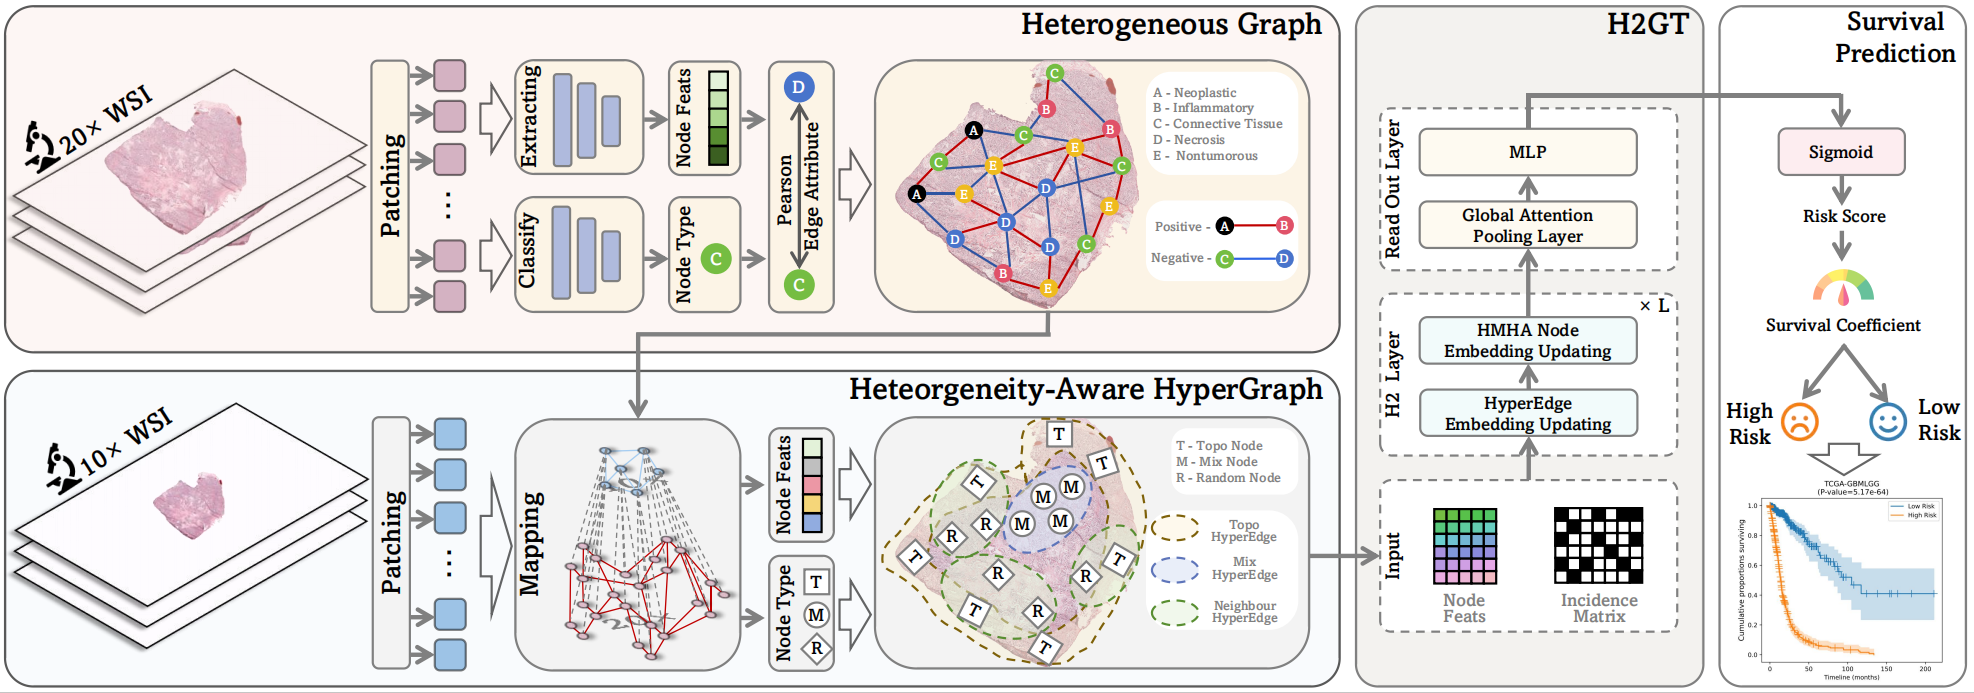 Heterogeneous Graph
20× WSI
Patching
...
Extracting
Classify
Node Feats
Node Type
C
D
Pearson
Edge Attribute
C
C
B
A
C
B
E
C
E
C
A
E
D
E
D
D
D
C
B
E
A - Neoplastic
B - Inflammatory
C - Connective Tissue
D - Necrosis
E - Nontumorous
Positive - A B
Negative - C D
Heteorgeneity-Aware HyperGraph
10× WSI
Patching
...
Mapping
Node Feats
Node Type
T
M
R
T
T
T
M
M
M
M
R
R
T
T
R
R
T
R
T
T - Topo Node
M - Mix Node
R - Random Node
Topo
HyperEdge
Mix
HyperEdge
Neighbour
HyperEdge
H2GT
Read Out Layer
MLP
Global Attention
Pooling Layer
× L
H2 Layer
HMHA Node
Embedding Updating
HyperEdge
Embedding Updating
Input
Node
Feats
Incidence
Matrix
Survival
Prediction
Sigmoid
Risk Score
Survival Coefficient
High
Risk
Low
Risk
TCGA-GBMLGG
(P-value=5.17e-64)
Low Risk
High Risk
Cumulative proportions surviving
1.0
0.8
0.6
0.4
0.2
0.0
0 50 100 150 200
Timeline (months)